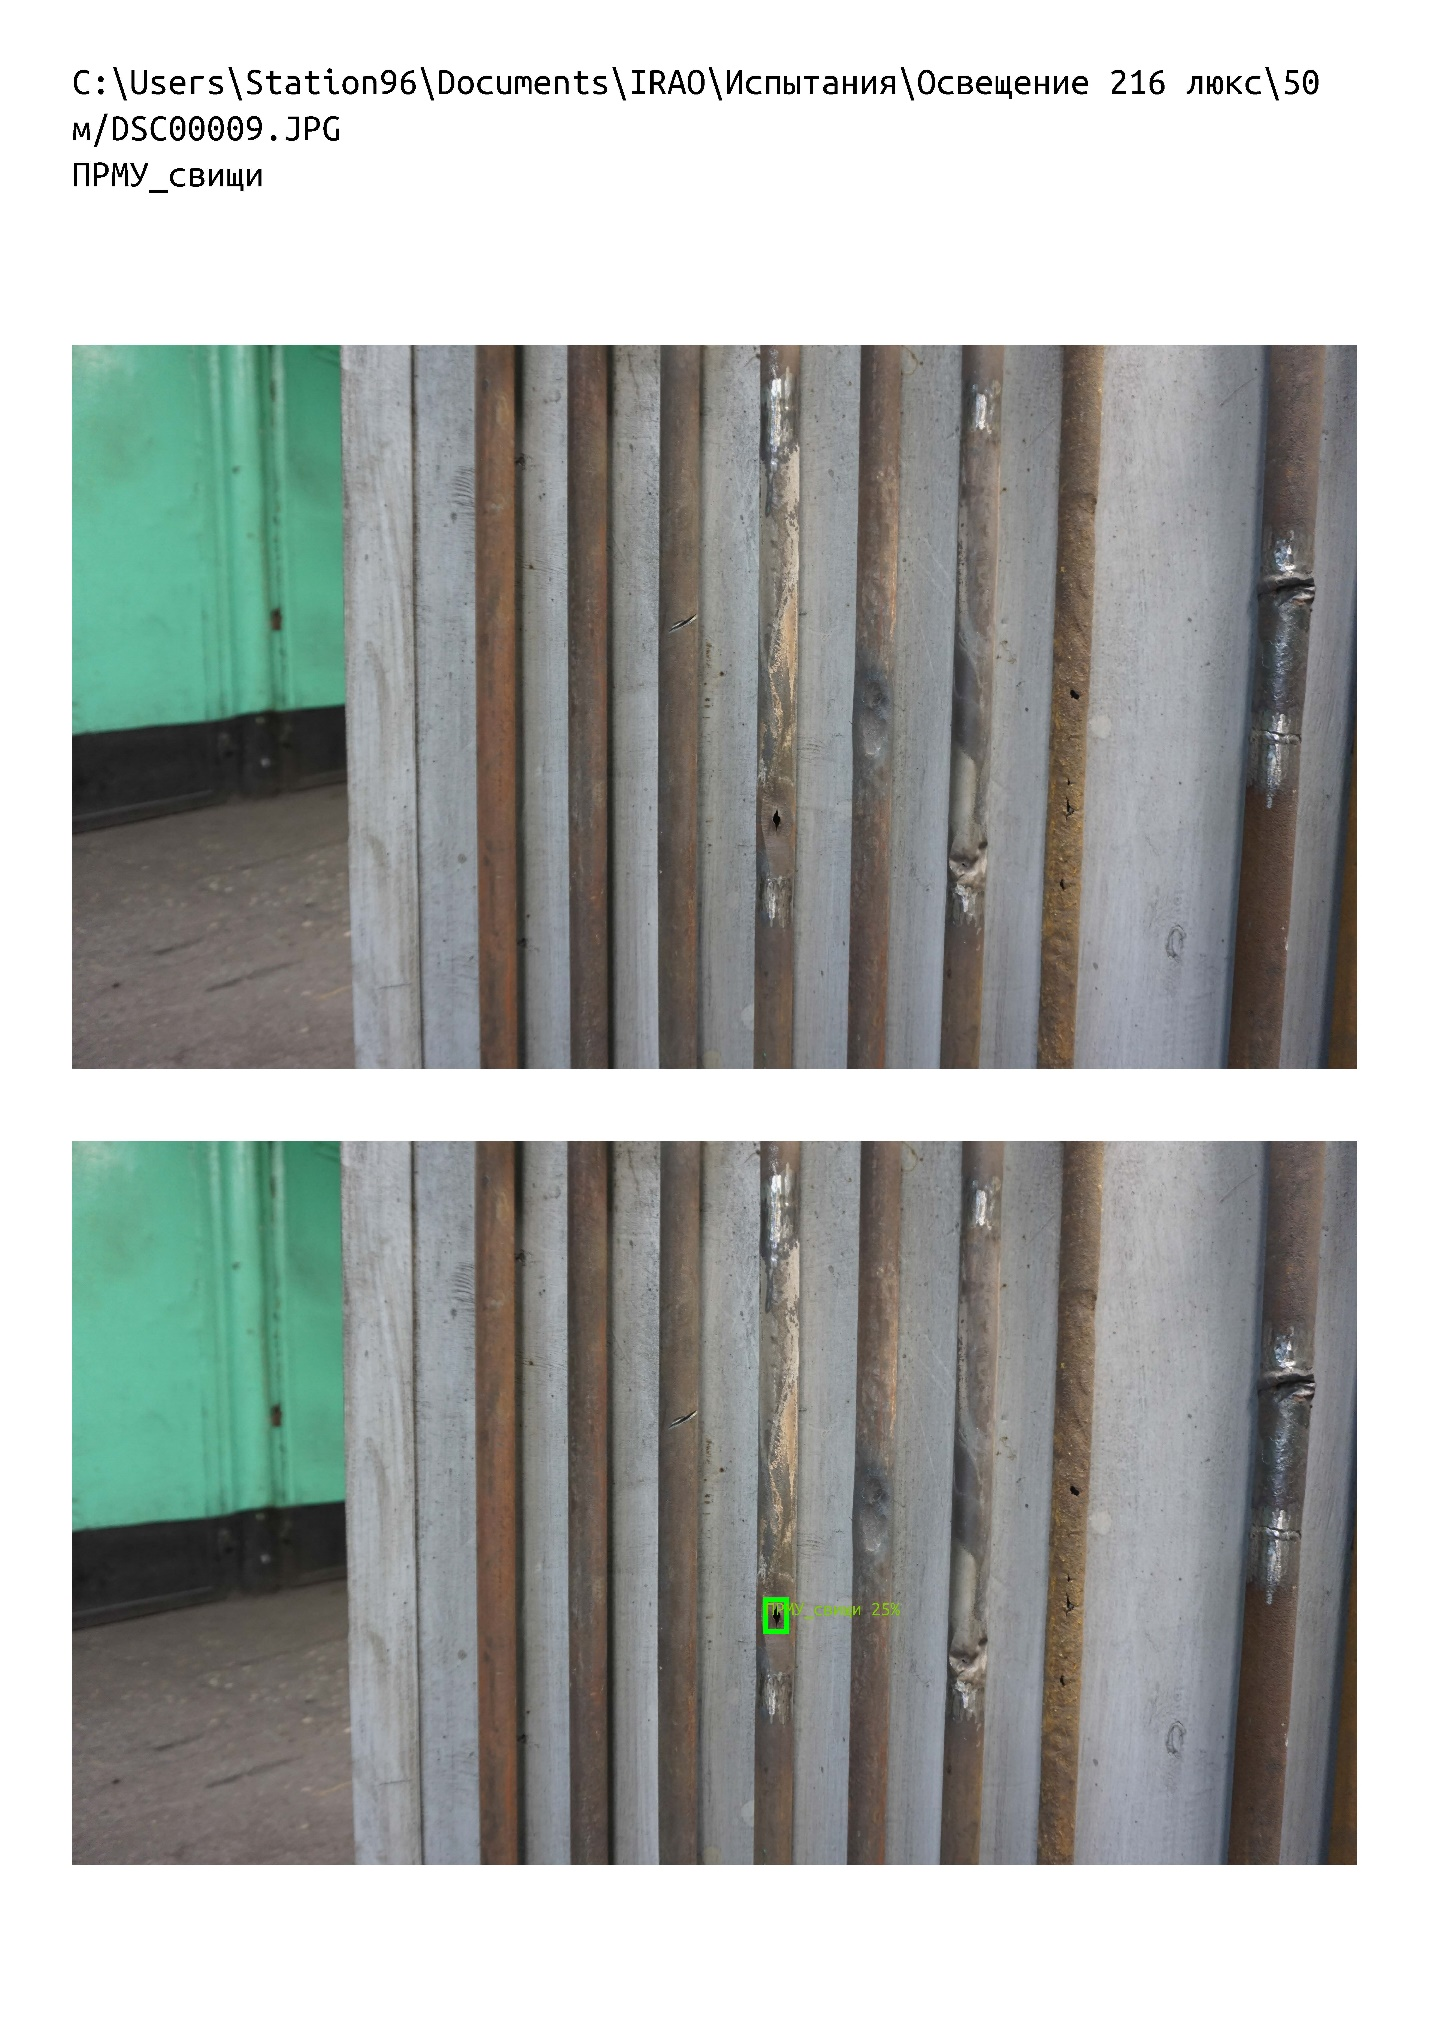 C:\Users\Station96\Documents\IRAO\Испытания\Освещение 216 люкс\50
м/DSC00009.JPG
ПРМУ_свищи
ПРМУ_свищи 25%